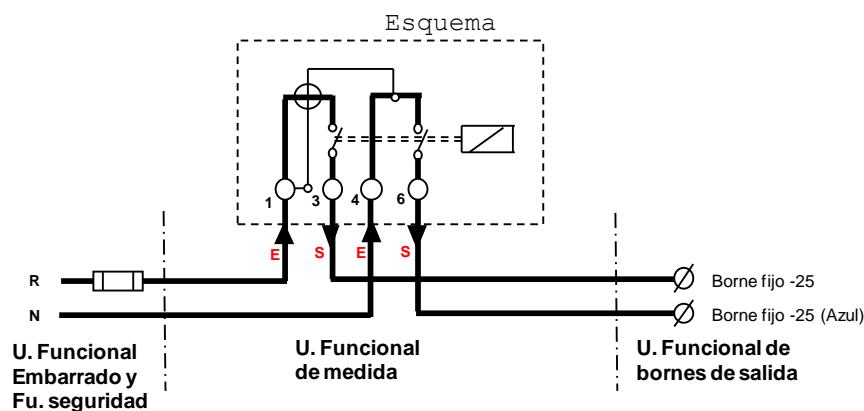 Esquema
1 3 4 6
E S E S
R
Borne fijo -25
N
Borne fijo -25 (Azul)
U. Funcional
Embarrado y
Fu. seguridad
U. Funcional
de medida
U. Funcional de
bornes de salida